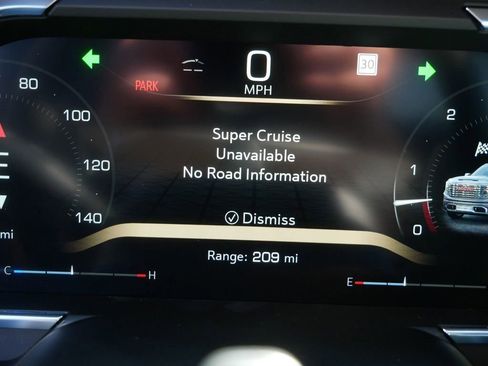 0
30
80
PARK
MPH
2
100
Super Cruise
Unavailable
No Road Information
120
1
140
Dismiss
0
mi
Range: 209 mi
C H
E